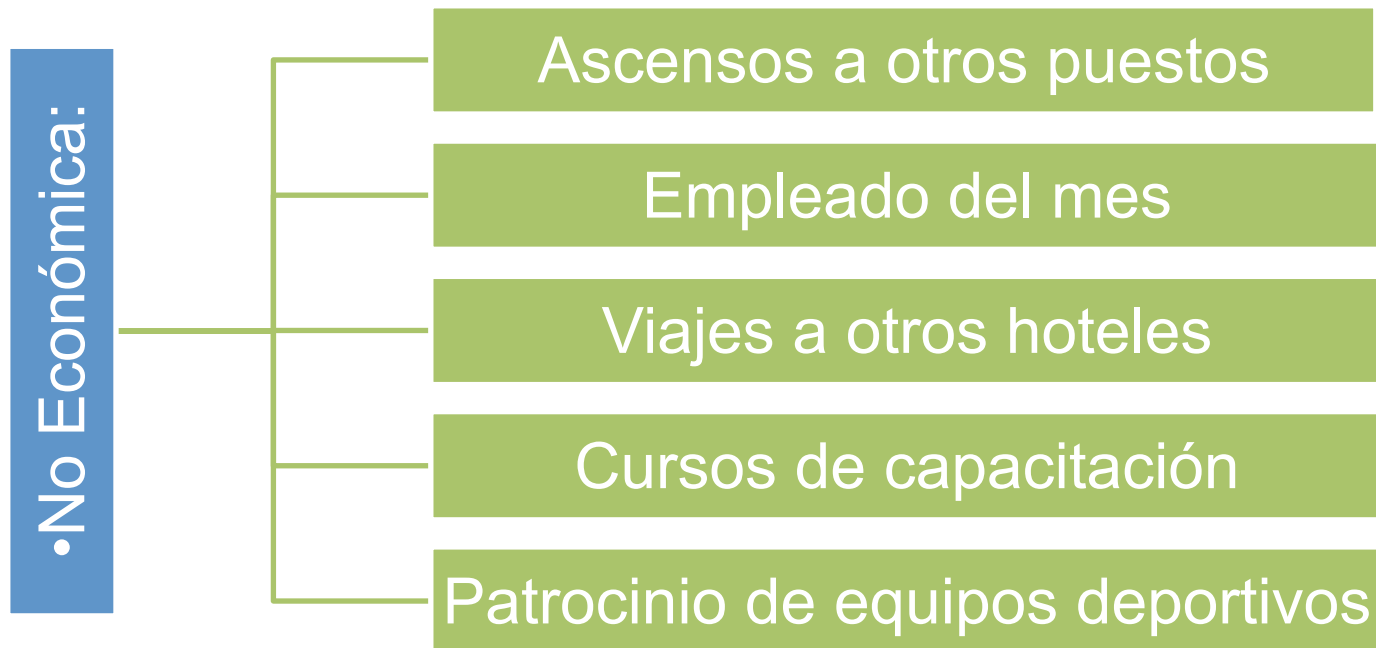 •No Económica:
Ascensos a otros puestos
Empleado del mes
Viajes a otros hoteles
Cursos de capacitación
Patrocinio de equipos deportivos